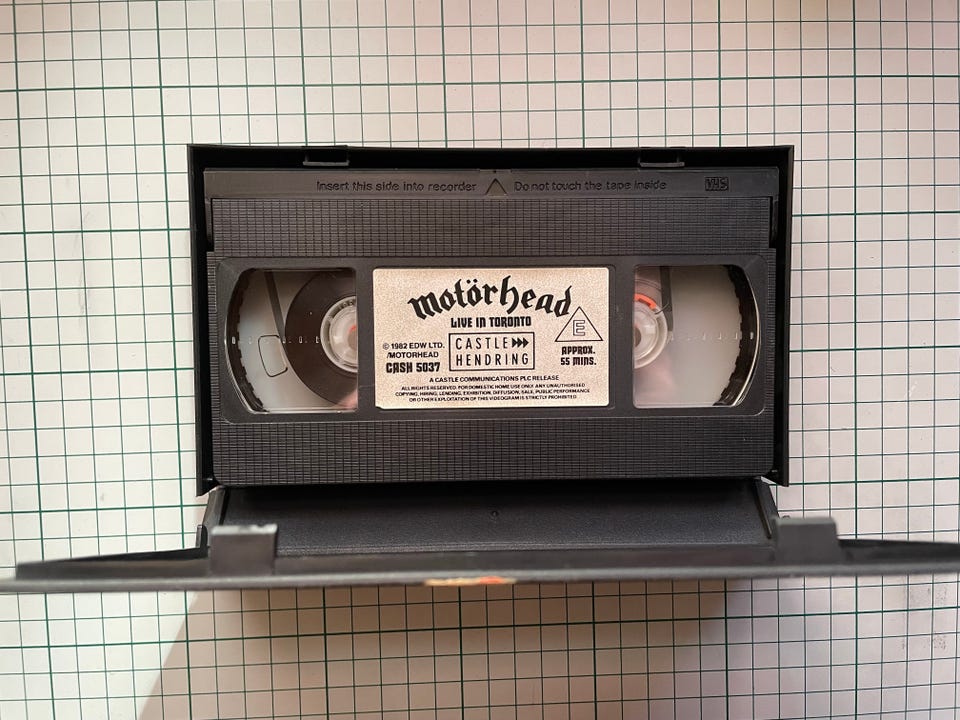 Insert this side into recorder Do not touch the tape inside VHS
motörhead
LIVE IN TORONTO
E
© 1982 EDW LTD.
/MOTORHEAD
CASH 5037
CASTLE
HENDRING
APPROX.
55 MINS.
A CASTLE COMMUNICATIONS PLC RELEASE
ALL RIGHTS RESERVED. FOR DOMESTIC HOME USE ONLY. ANY UNAUTHORISED
COPYING, HIRING, LENDING, EXHIBITION, DIFFUSION, SALE, PUBLIC PERFORMANCE
OR OTHER EXPLOITATION OF THIS VIDEOGRAM IS STRICTLY PROHIBITED.